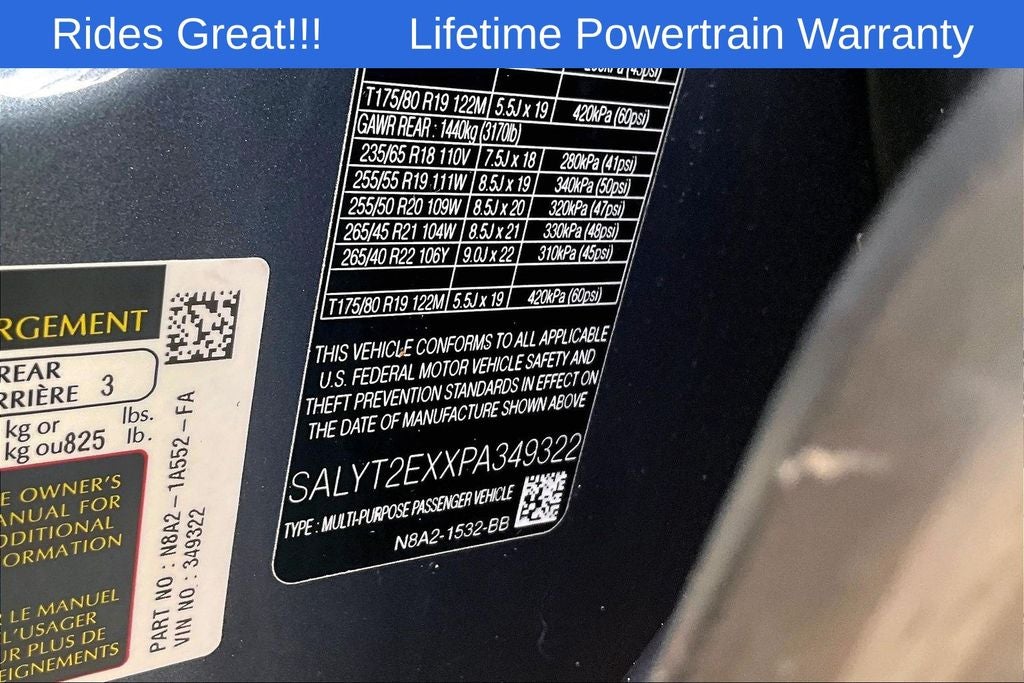 Rides Great!!! Lifetime Powertrain Warranty
T175/80 R19 122M 5.5J x 19 420kPa (60psi)
GAWR REAR : 1440kg (3170lb)
235/65 R18 110V 7.5J x 18 280kPa (41psi)
255/55 R19 111W 8.5J x 19 340kPa (50psi)
255/50 R20 109W 8.5J x 20 320kPa (47psi)
265/45 R21 104W 8.5J x 21 330kPa (48psi)
265/40 R22 106Y 9.0J x 22 310kPa (45psi)
T175/80 R19 122M 5.5J x 19 420kPa (60psi)
THIS VEHICLE CONFORMS TO ALL APPLICABLE
U.S. FEDERAL MOTOR VEHICLE SAFETY AND
THEFT PREVENTION STANDARDS IN EFFECT ON
THE DATE OF MANUFACTURE SHOWN ABOVE
SALYT2EXXPA349322
TYPE : MULTI-PURPOSE PASSENGER VEHICLE
N8A2-1532-BB
RGEMENT
REAR
RRIÈRE 3
kg or lbs.
kg ou 825 lb.
E OWNER'S
ANUAL FOR
DDITIONAL
ORMATION
LE MANUEL
L'USAGER
UR PLUS DE
EIGNEMENTS
PART NO : N8A2-1A552-FA
VIN NO : 349322